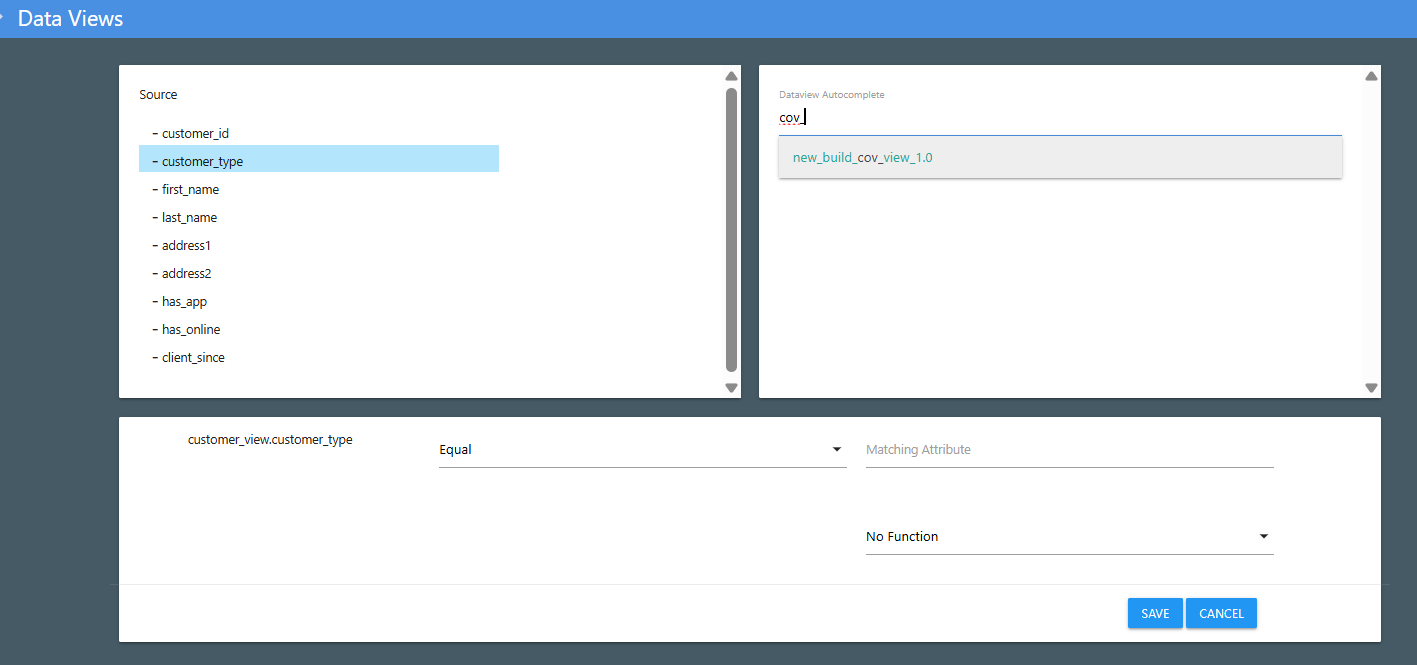 Data Views
Source
- customer_id
- customer_type
- first_name
- last_name
- address1
- address2
- has_app
- has_online
- client_since
Dataview Autocomplete
cov_
new_build_cov_view_1.0
customer_view.customer_type
Equal
Matching Attribute
No Function
SAVE
CANCEL